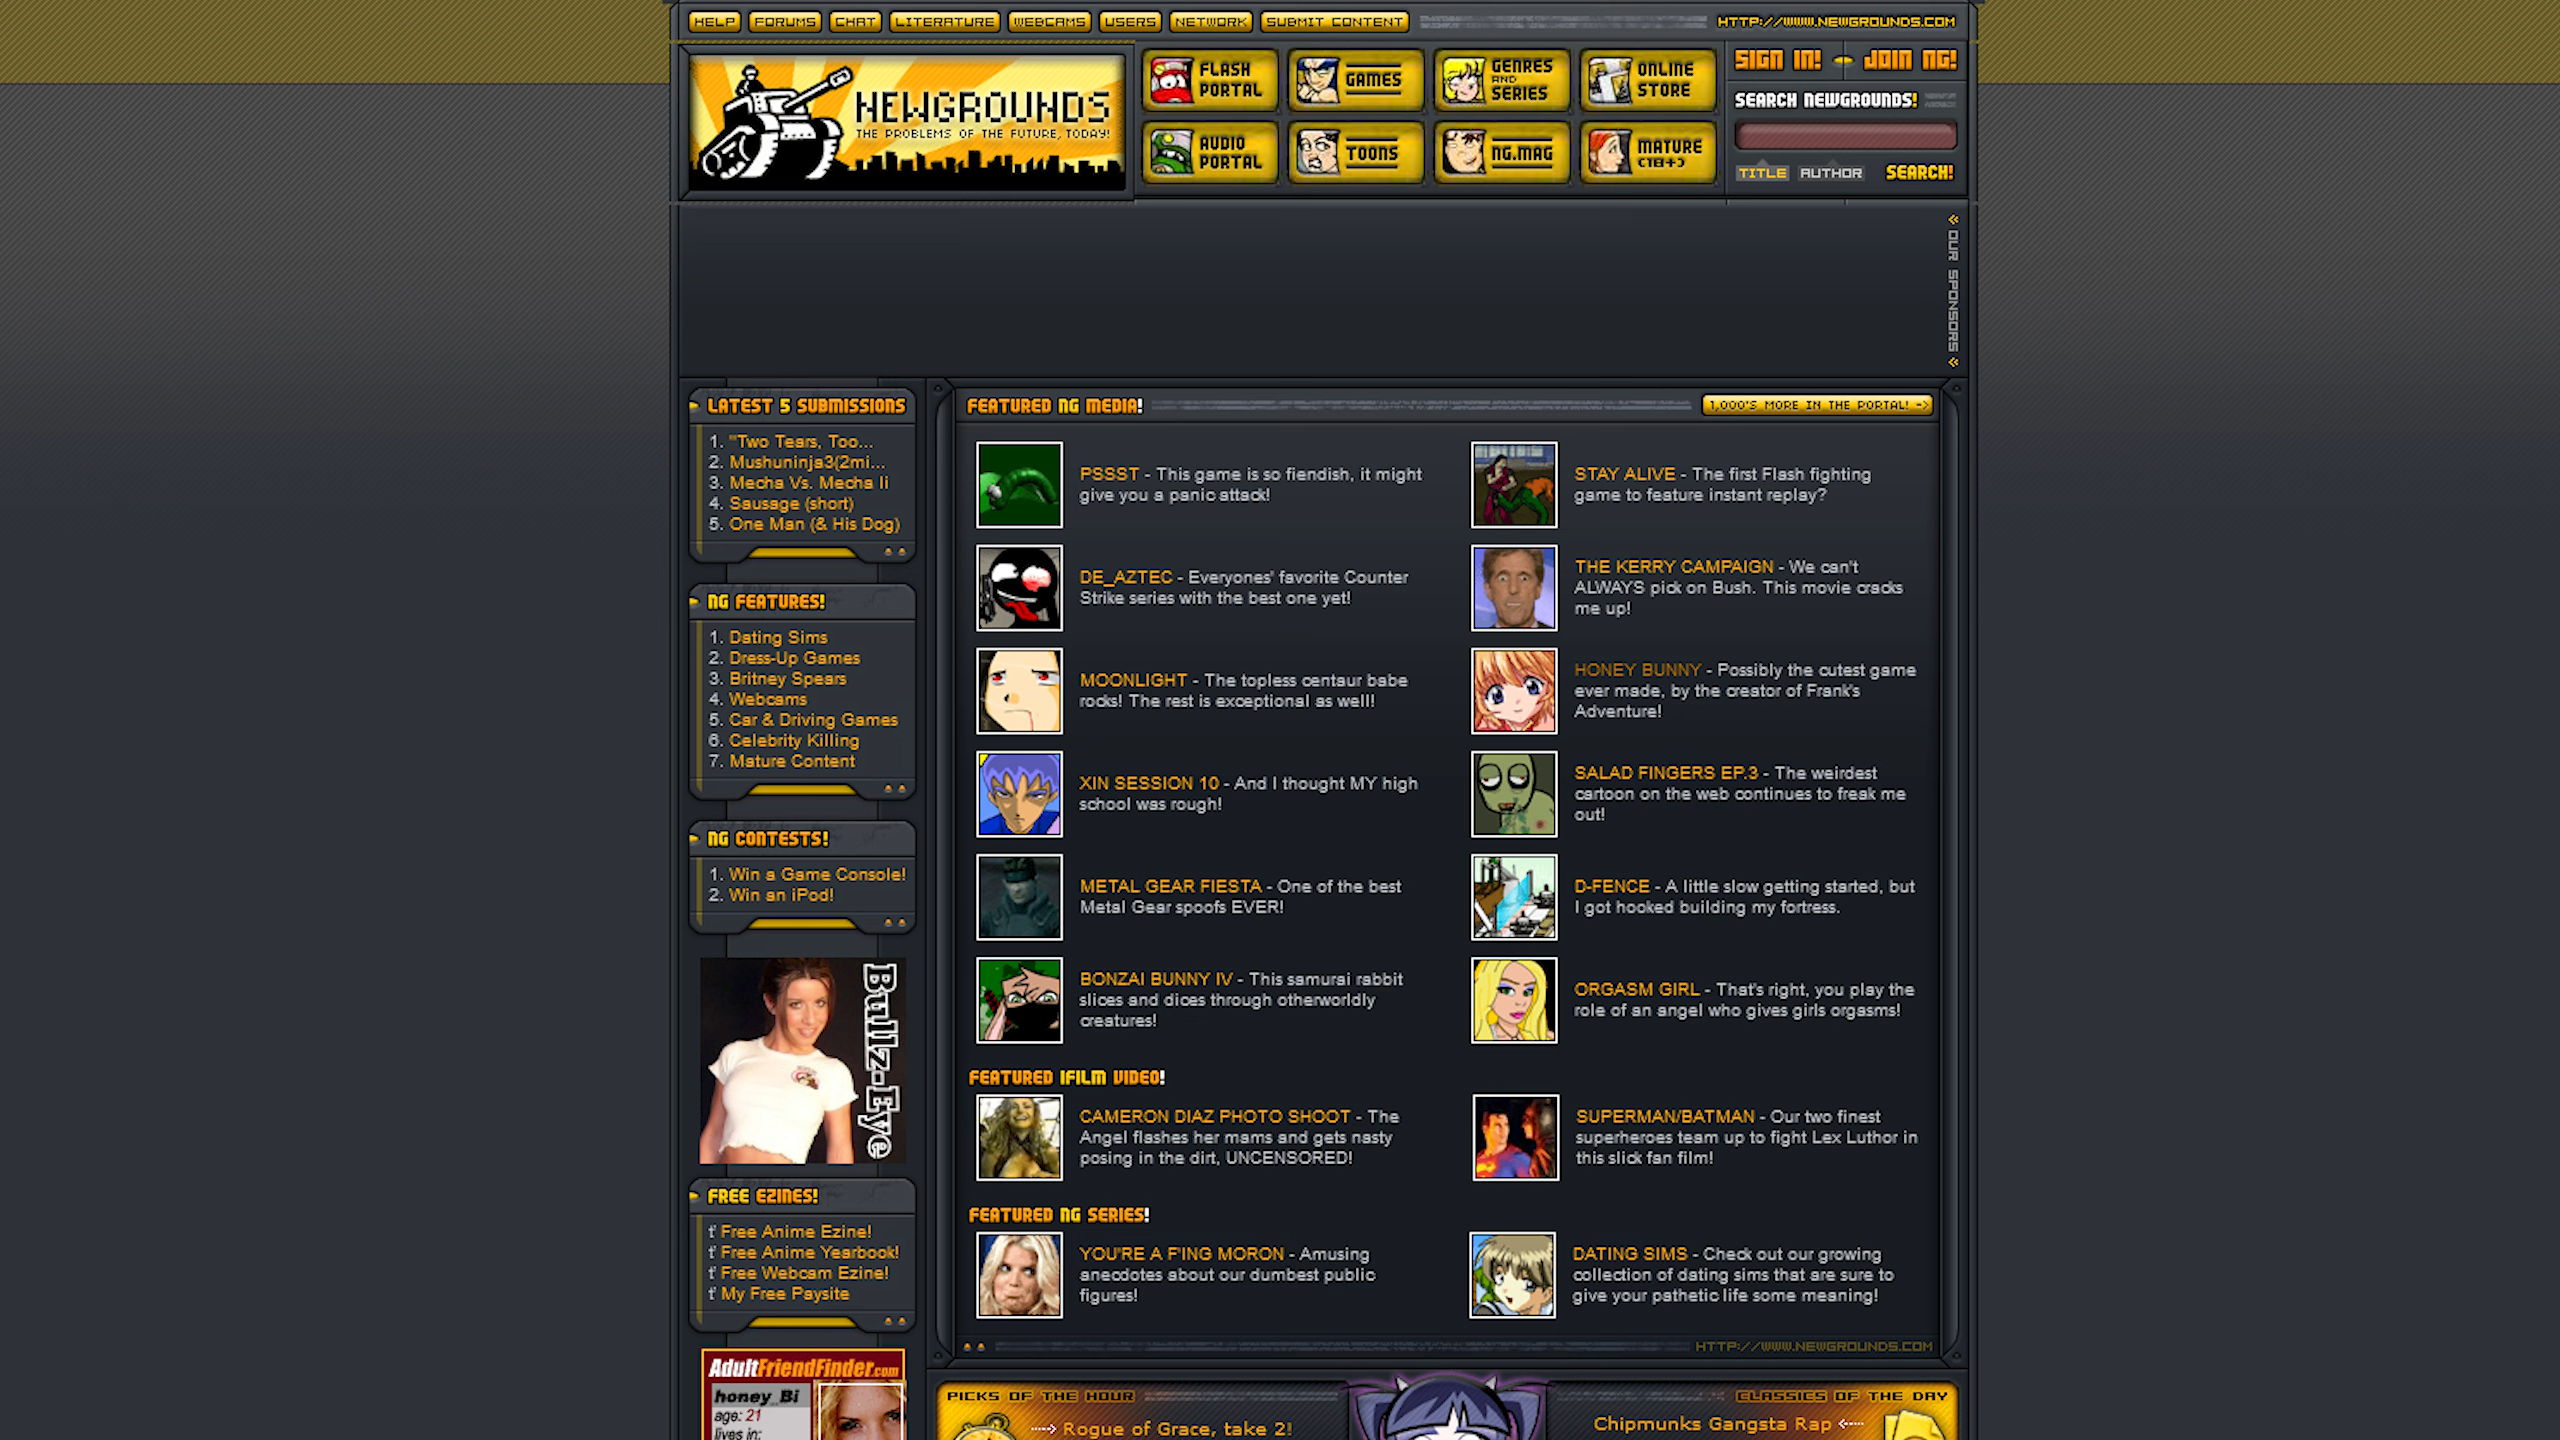 HELP
FORUMS
CHAT
LITERATURE
WEBCAMS
USERS
NETWORK
SUBMIT CONTENT
HTTP://WWW.NEWGROUNDS.COM
NEWGROUNDS
THE PROBLEMS OF THE FUTURE, TODAY!
FLASH
PORTAL
GAMES
GENRES
AND
SERIES
ONLINE
STORE
AUDIO
PORTAL
TOONS
NG.MAG
MATURE
(18+)
SIGN IN!
JOIN NG!
SEARCH NEWGROUNDS!
TITLE
AUTHOR
SEARCH!
« OUR SPONSORS «
LATEST 5 SUBMISSIONS
1. "Two Tears, Too...
2. Mushuninja3(2mi...
3. Mecha Vs. Mecha Ii
4. Sausage (short)
5. One Man (& His Dog)
NG FEATURES!
1. Dating Sims
2. Dress-Up Games
3. Britney Spears
4. Webcams
5. Car & Driving Games
6. Celebrity Killing
7. Mature Content
NG CONTESTS!
1. Win a Game Console!
2. Win an iPod!
Bullz-Eye
FREE EZINES!
ť Free Anime Ezine!
ť Free Anime Yearbook!
ť Free Webcam Ezine!
ť My Free Paysite
AdultFriendFinder.com
honey_Bi
age: 21
lives in:
FEATURED NG MEDIA!
1,000'S MORE IN THE PORTAL! ->
PSSST - This game is so fiendish, it might
give you a panic attack!
STAY ALIVE - The first Flash fighting
game to feature instant replay?
DE_AZTEC - Everyones' favorite Counter
Strike series with the best one yet!
THE KERRY CAMPAIGN - We can't
ALWAYS pick on Bush. This movie cracks
me up!
MOONLIGHT - The topless centaur babe
rocks! The rest is exceptional as well!
HONEY BUNNY - Possibly the cutest game
ever made, by the creator of Frank's
Adventure!
XIN SESSION 10 - And I thought MY high
school was rough!
SALAD FINGERS EP.3 - The weirdest
cartoon on the web continues to freak me
out!
METAL GEAR FIESTA - One of the best
Metal Gear spoofs EVER!
D-FENCE - A little slow getting started, but
I got hooked building my fortress.
BONZAI BUNNY IV - This samurai rabbit
slices and dices through otherworldly
creatures!
ORGASM GIRL - That's right, you play the
role of an angel who gives girls orgasms!
FEATURED IFILM VIDEO!
CAMERON DIAZ PHOTO SHOOT - The
Angel flashes her mams and gets nasty
posing in the dirt, UNCENSORED!
SUPERMAN/BATMAN - Our two finest
superheroes team up to fight Lex Luthor in
this slick fan film!
FEATURED NG SERIES!
YOU'RE A F'ING MORON - Amusing
anecdotes about our dumbest public
figures!
DATING SIMS - Check out our growing
collection of dating sims that are sure to
give your pathetic life some meaning!
HTTP://WWW.NEWGROUNDS.COM
PICKS OF THE HOUR
Rogue of Grace, take 2!
CLASSICS OF THE DAY
Chipmunks Gangsta Rap